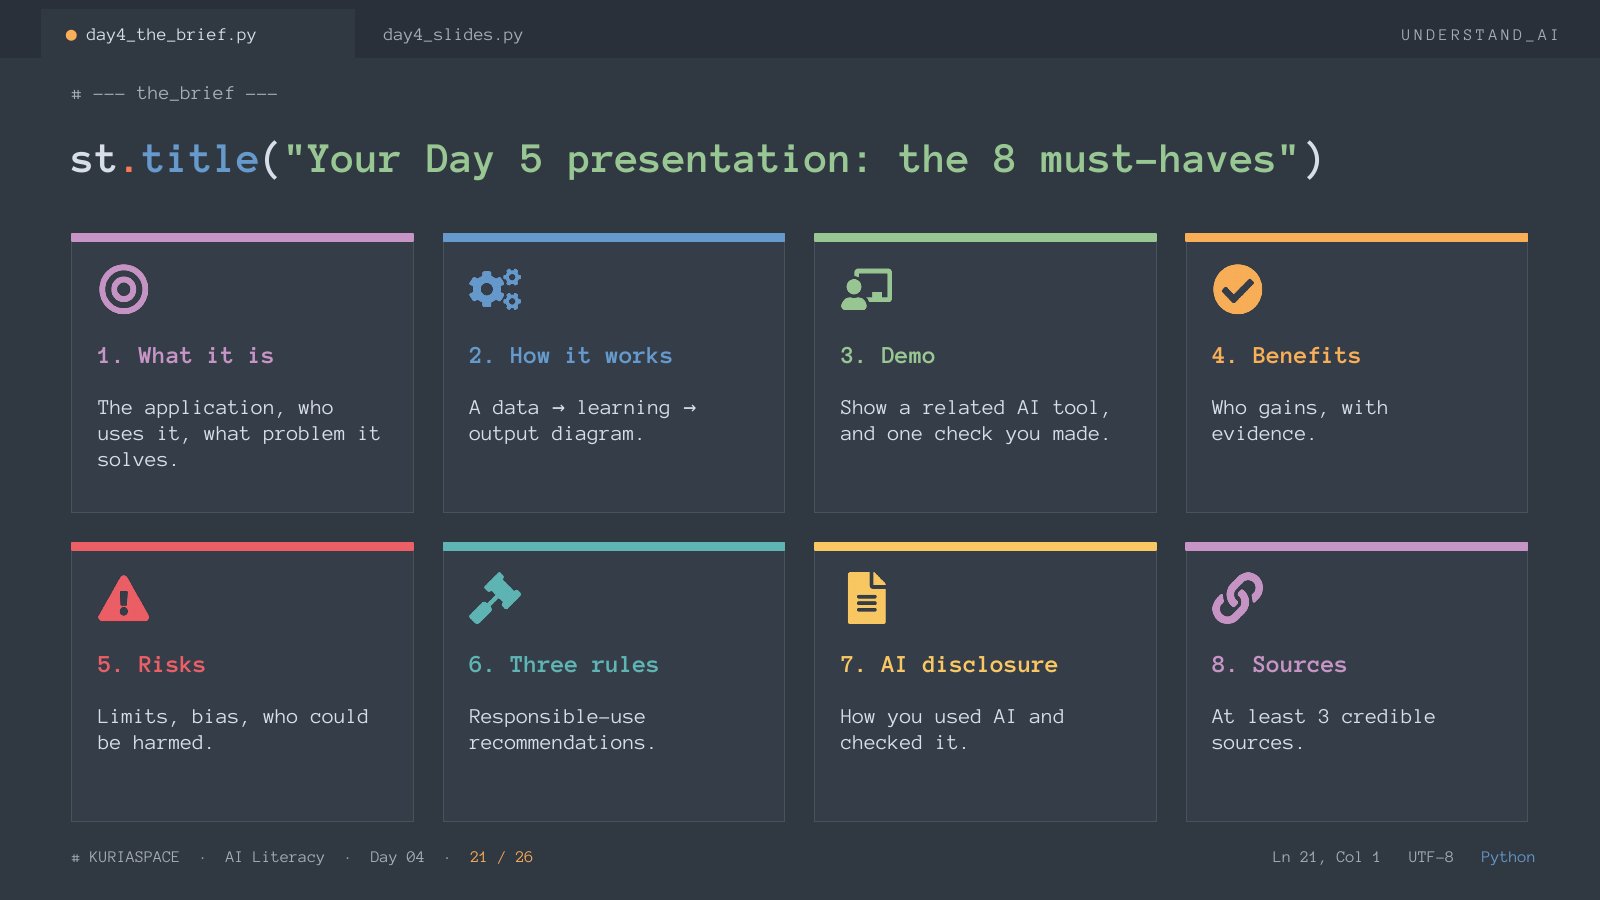 day4_the_brief.py
day4_slides.py
UNDERSTAND_AI
# --- the_brief ---
st.title("Your Day 5 presentation: the 8 must-haves")
1. What it is
The application, who
uses it, what problem it
solves.
2. How it works
A data → learning →
output diagram.
3. Demo
Show a related AI tool,
and one check you made.
4. Benefits
Who gains, with
evidence.
5. Risks
Limits, bias, who could
be harmed.
6. Three rules
Responsible-use
recommendations.
7. AI disclosure
How you used AI and
checked it.
8. Sources
At least 3 credible
sources.
# KURIASPACE · AI Literacy · Day 04 · 21 / 26
Ln 21, Col 1 UTF-8 Python